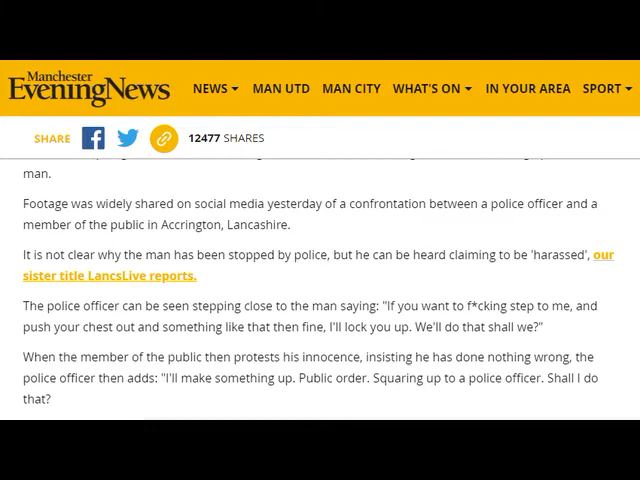 Manchester
Evening News
NEWS
MAN UTD
MAN CITY
WHAT'S ON
IN YOUR AREA
SPORT
SHARE
12477 SHARES
man.
Footage was widely shared on social media yesterday of a confrontation between a police officer and a
member of the public in Accrington, Lancashire.
It is not clear why the man has been stopped by police, but he can be heard claiming to be 'harassed', our
sister title LancsLive reports.
The police officer can be seen stepping close to the man saying: "If you want to f*cking step to me, and
push your chest out and something like that then fine, I'll lock you up. We'll do that shall we?"
When the member of the public then protests his innocence, insisting he has done nothing wrong, the
police officer then adds: "I'll make something up. Public order. Squaring up to a police officer. Shall I do
that?